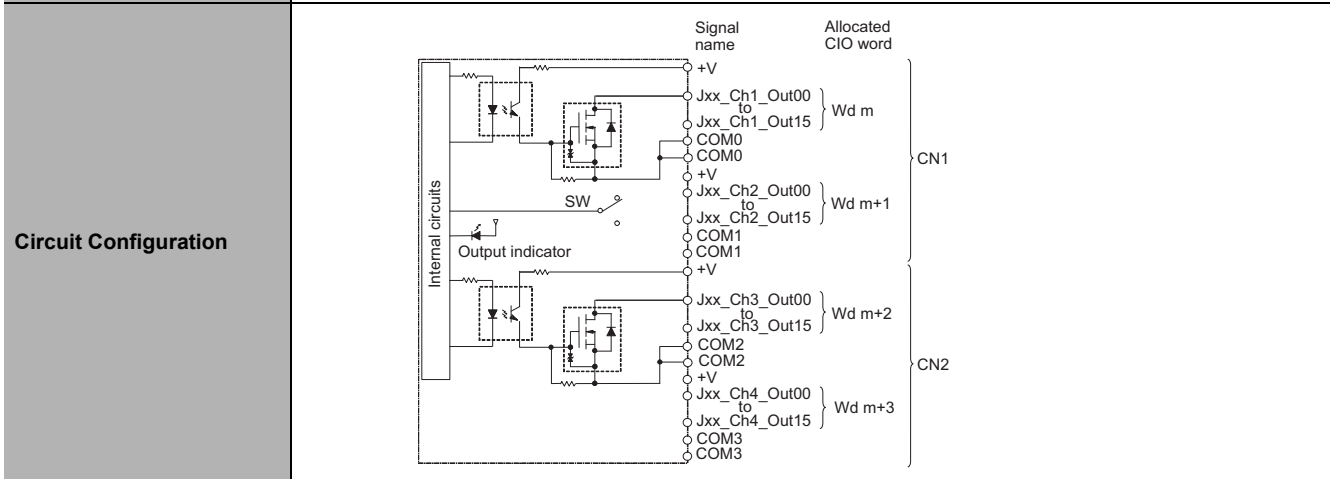 Circuit Configuration
Signal
name
Allocated
CIO word
Internal circuits
SW
Output indicator
+V
Jxx_Ch1_Out00
to
Jxx_Ch1_Out15
Wd m
COM0
COM0
+V
Jxx_Ch2_Out00
to
Jxx_Ch2_Out15
Wd m+1
COM1
COM1
CN1
+V
Jxx_Ch3_Out00
to
Jxx_Ch3_Out15
Wd m+2
COM2
COM2
+V
Jxx_Ch4_Out00
to
Jxx_Ch4_Out15
Wd m+3
COM3
COM3
CN2